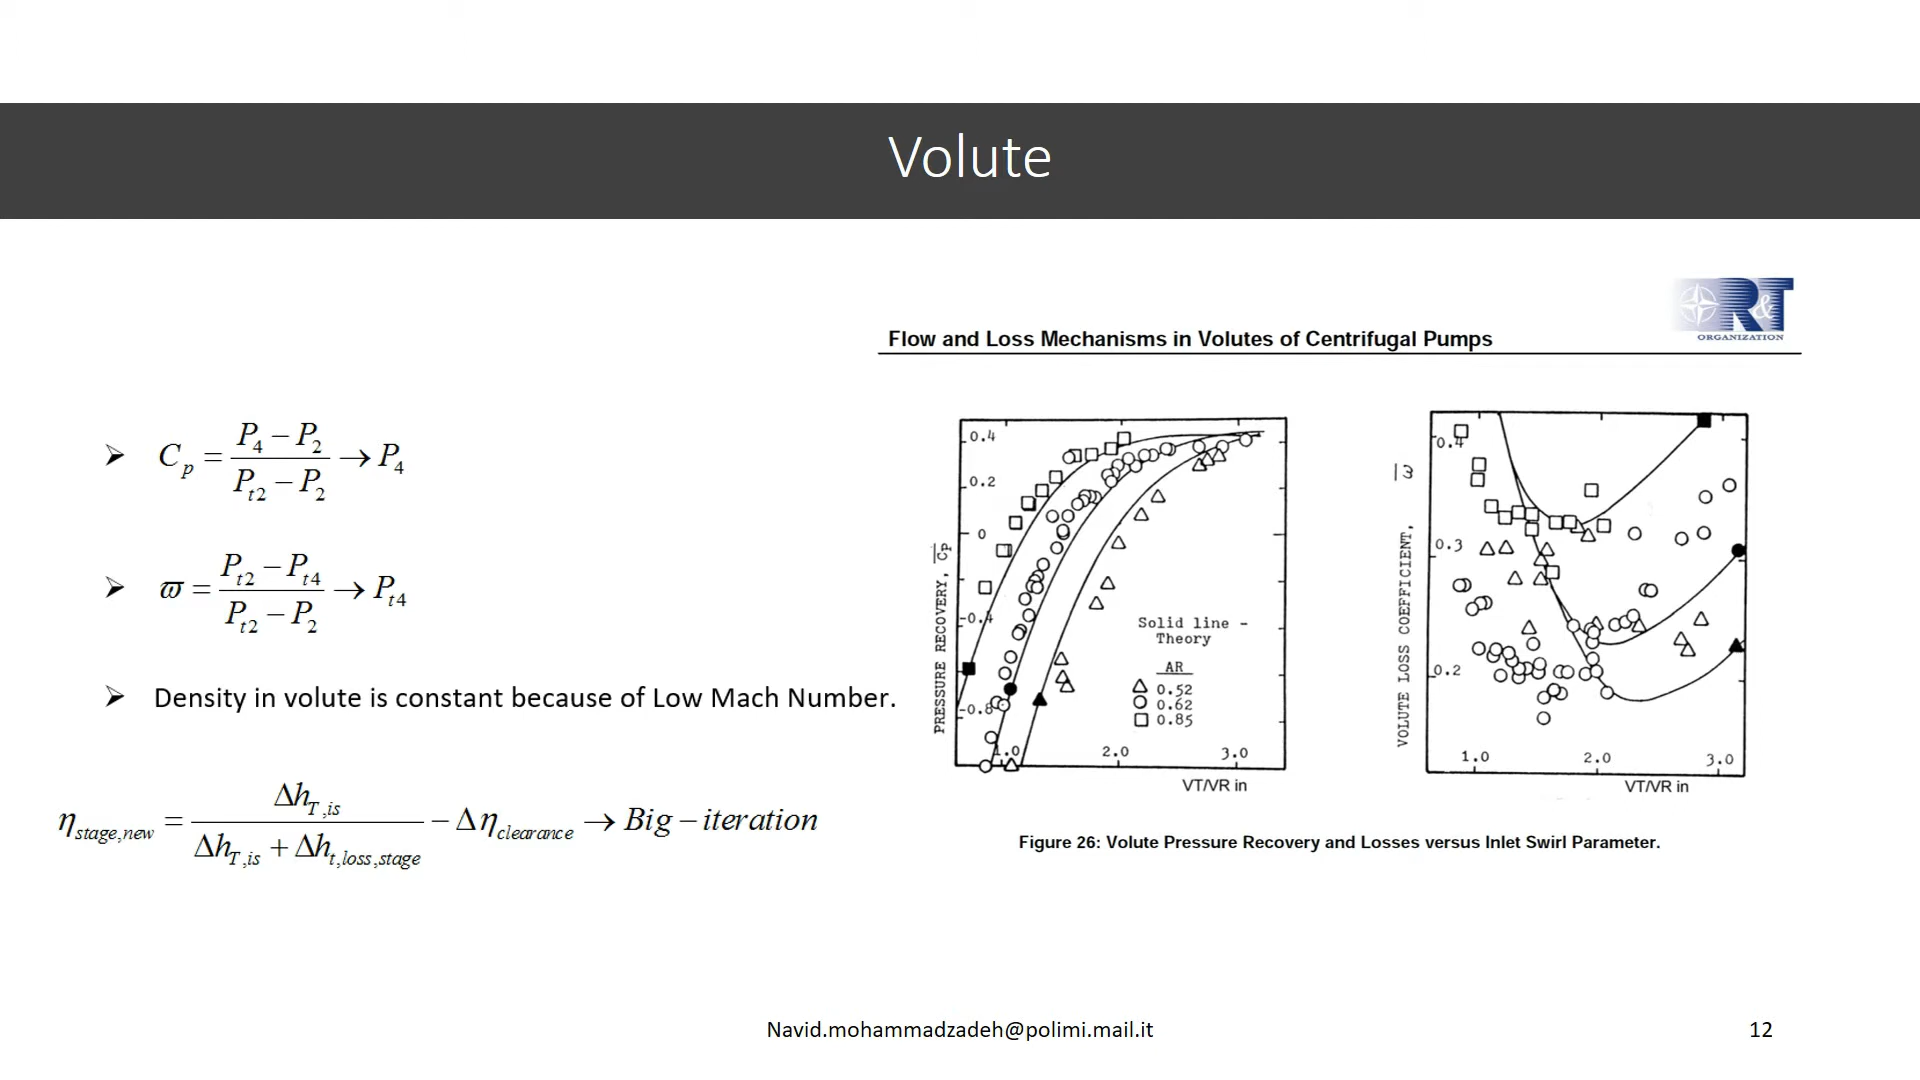 Volute
R&T
ORGANIZATION
Flow and Loss Mechanisms in Volutes of Centrifugal Pumps
➢ C_p = (P_4 − P_2) / (P_t2 − P_2) → P_4
➢ ϖ = (P_t2 − P_t4) / (P_t2 − P_2) → P_t4
➢ Density in volute is constant because of Low Mach Number.
η_stage,new = Δh_T,is / (Δh_T,is + Δh_t,loss,stage) − Δη_clearance → Big − iteration
PRESSURE RECOVERY, C̅p̅
0.4
0.2
0
-0.4
-0.8
1.0 2.0 3.0
VT/VR in
Solid line -
Theory
AR
△ 0.52
○ 0.62
□ 0.85
VOLUTE LOSS COEFFICIENT, ω̅
0.4
0.3
0.2
1.0 2.0 3.0
VT/VR in
Figure 26: Volute Pressure Recovery and Losses versus Inlet Swirl Parameter.
Navid.mohammadzadeh@polimi.mail.it
12